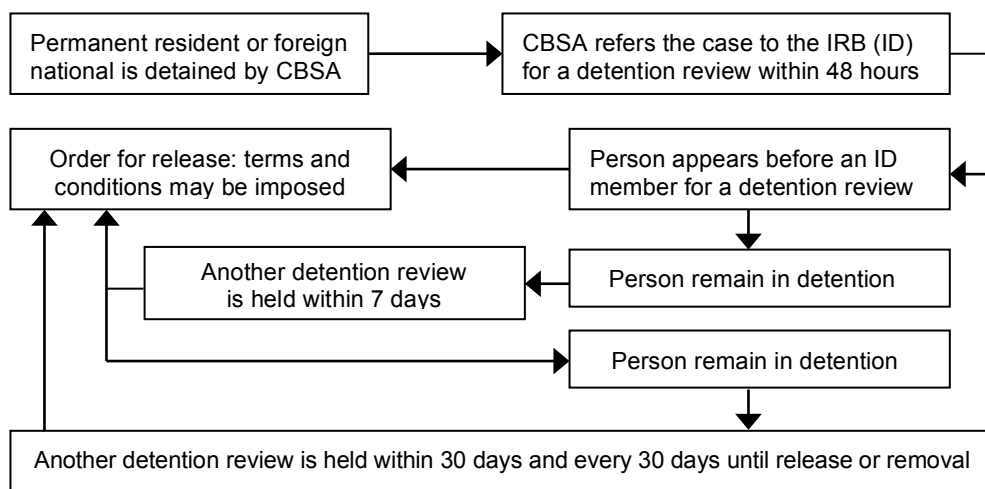 Permanent resident or foreign
national is detained by CBSA
CBSA refers the case to the IRB (ID)
for a detention review within 48 hours
Order for release: terms and
conditions may be imposed
Person appears before an ID
member for a detention review
Another detention review
is held within 7 days
Person remain in detention
Person remain in detention
Another detention review is held within 30 days and every 30 days until release or removal